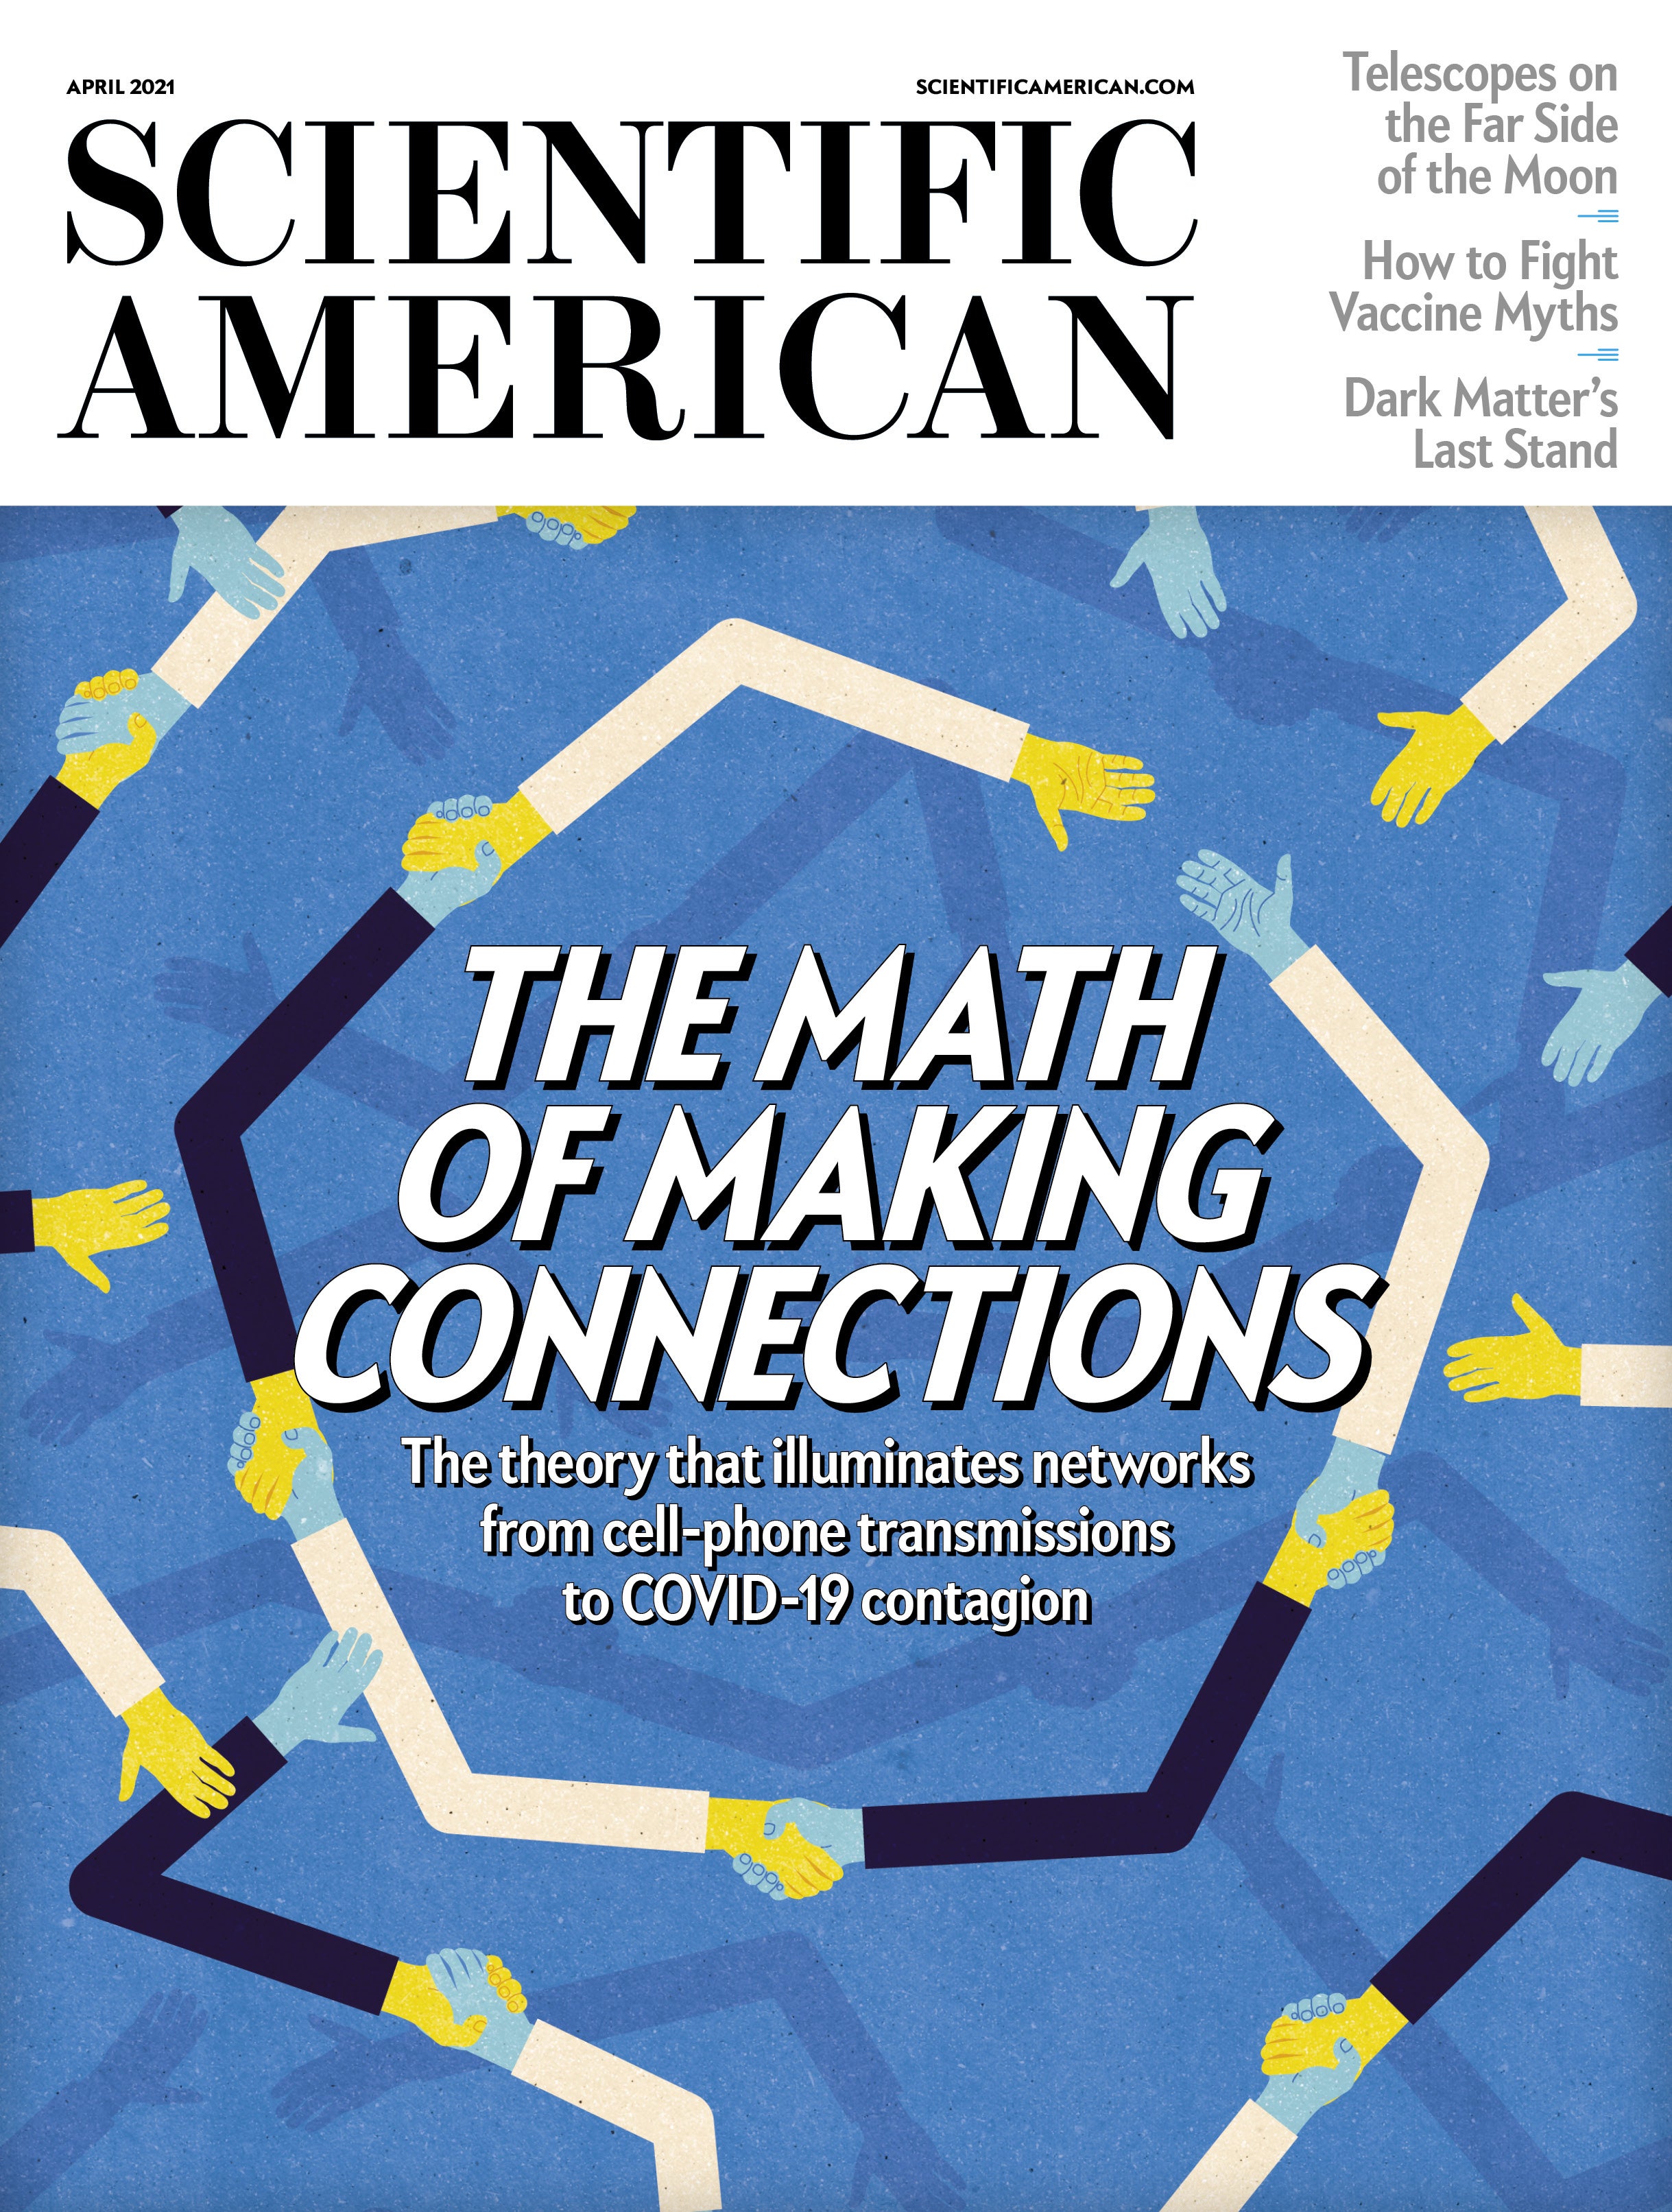 APRIL 2021
SCIENTIFICAMERICAN.COM
SCIENTIFIC
AMERICAN
Telescopes on
the Far Side
of the Moon
How to Fight
Vaccine Myths
Dark Matter’s
Last Stand
THE MATH
OF MAKING
CONNECTIONS
The theory that illuminates networks
from cell-phone transmissions
to COVID-19 contagion